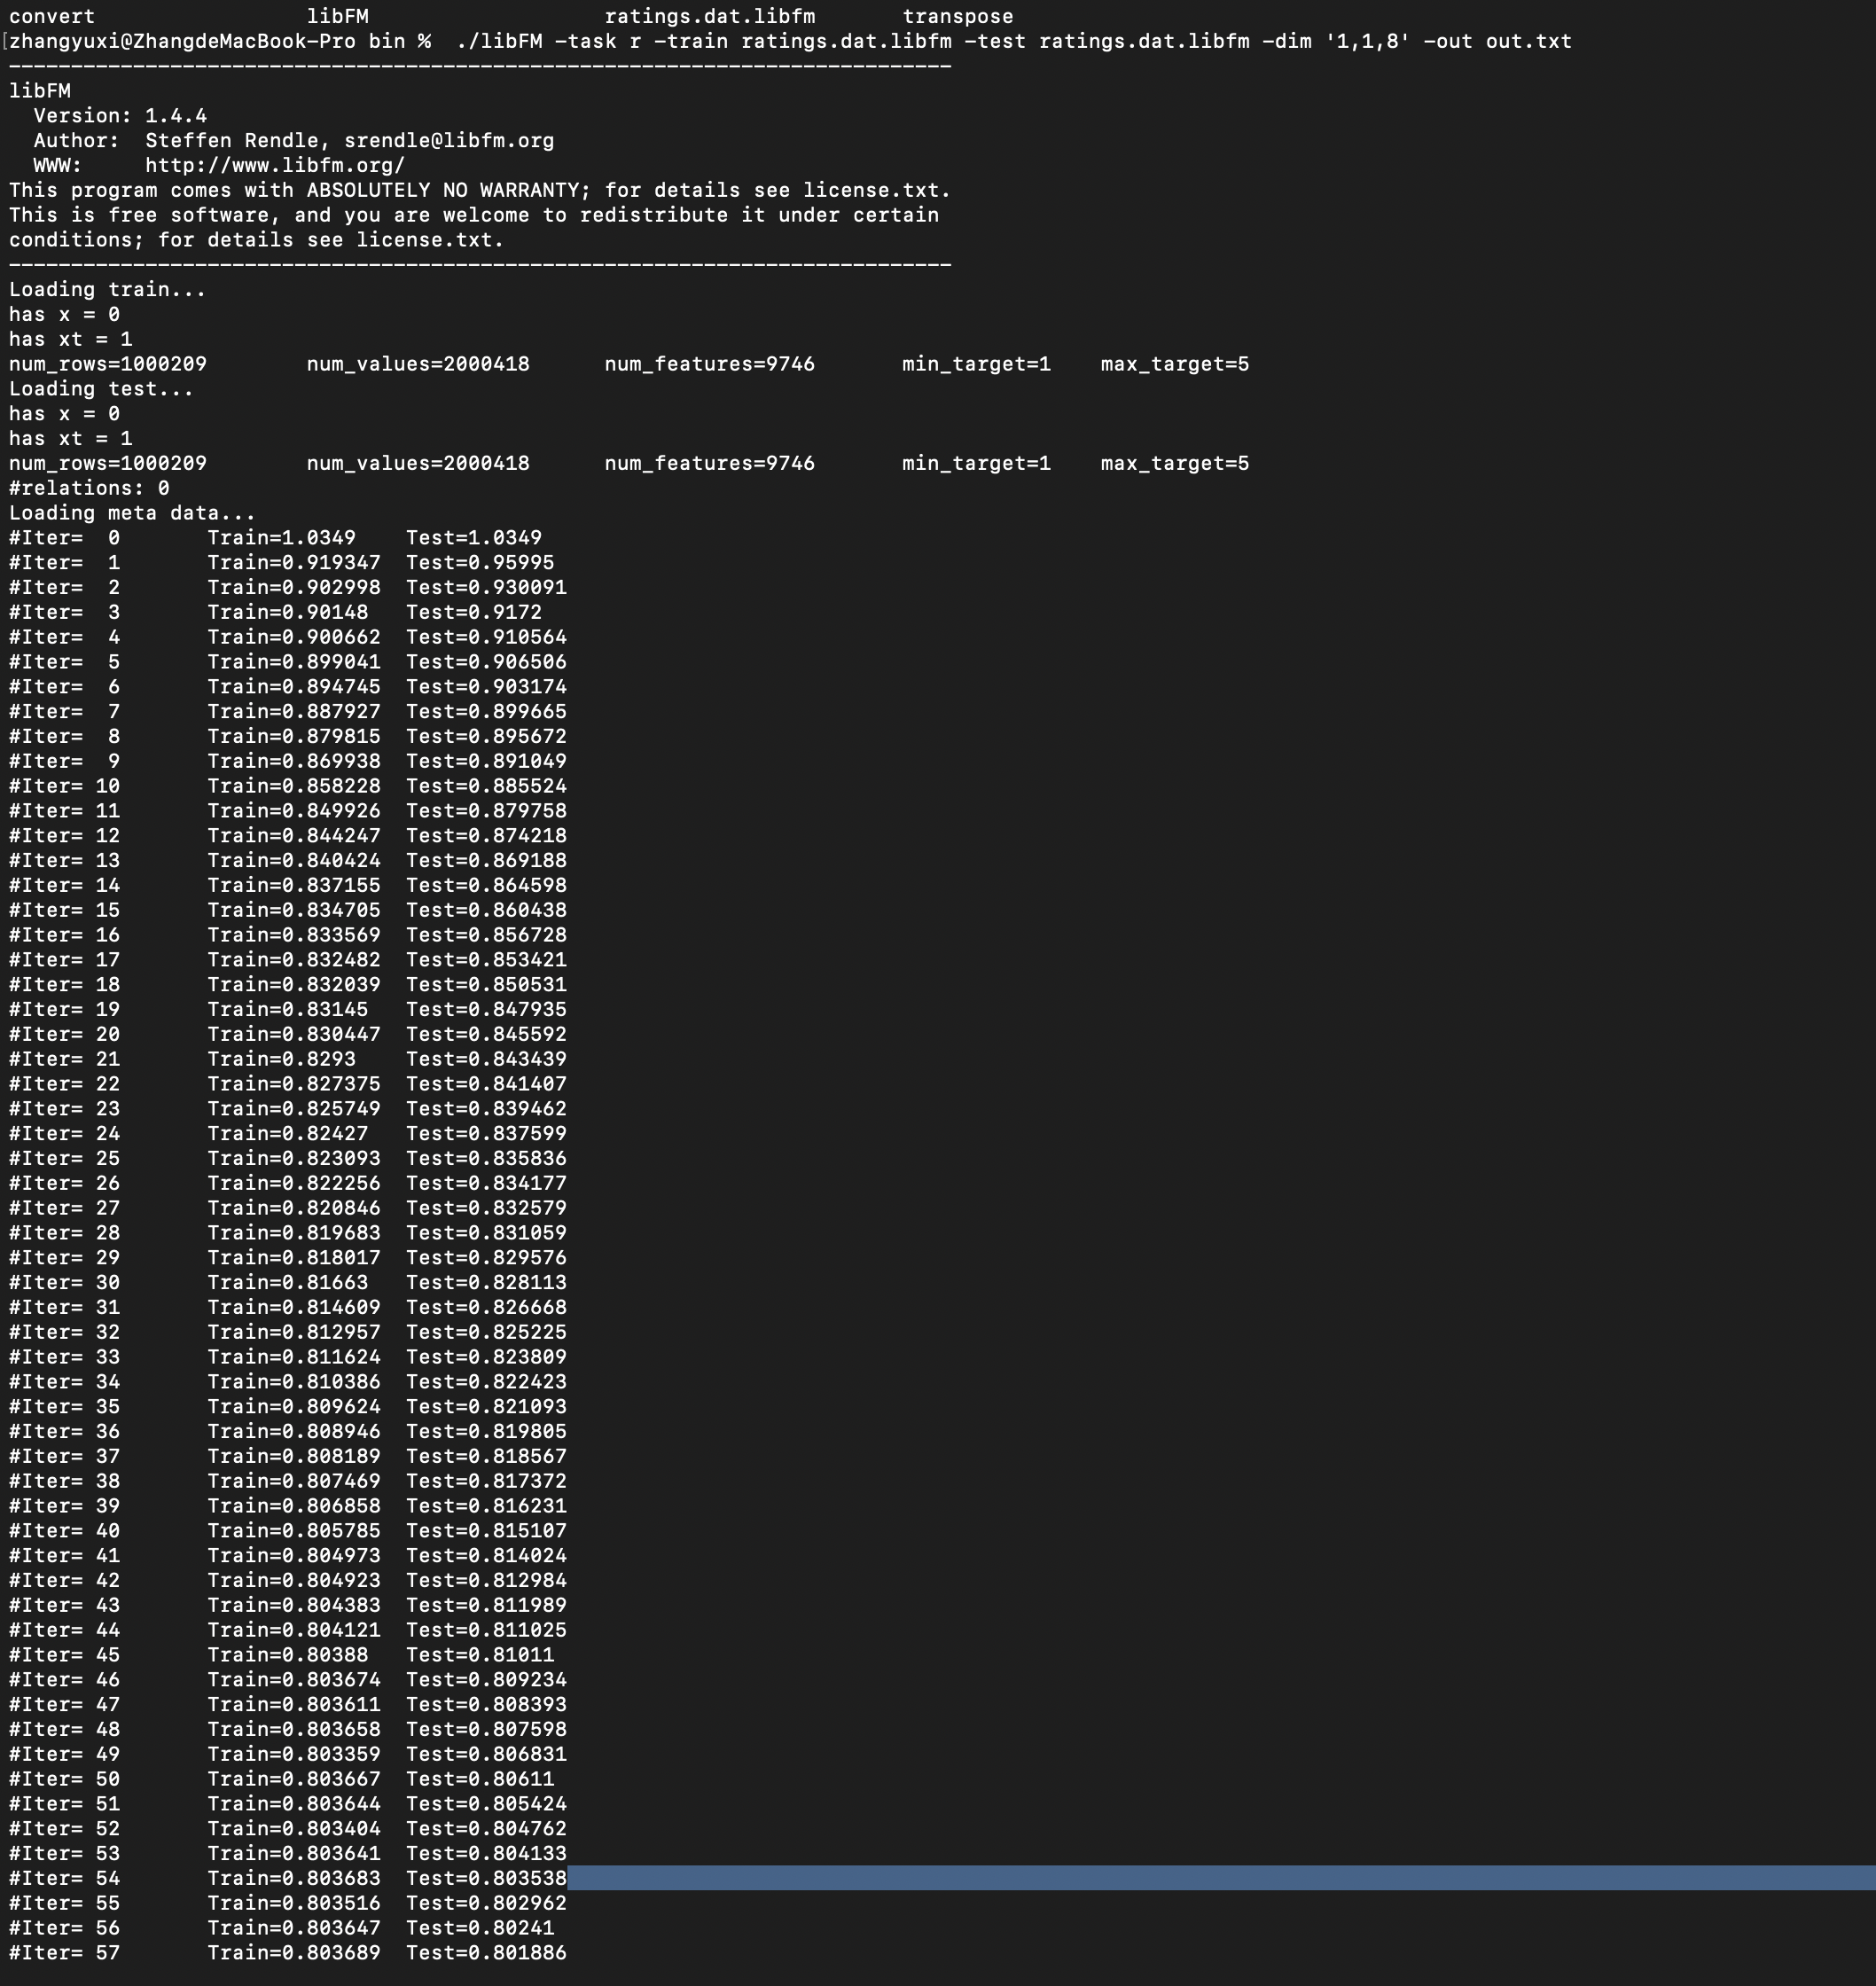 convert libFM ratings.dat.libfm transpose
[zhangyuxi@ZhangdeMacBook-Pro bin % ./libFM -task r -train ratings.dat.libfm -test ratings.dat.libfm -dim '1,1,8' -out out.txt
----------------------------------------------------------------------------
libFM
Version: 1.4.4
Author: Steffen Rendle, srendle@libfm.org
WWW: http://www.libfm.org/
This program comes with ABSOLUTELY NO WARRANTY; for details see license.txt.
This is free software, and you are welcome to redistribute it under certain
conditions; for details see license.txt.
----------------------------------------------------------------------------
Loading train...
has x = 0
has xt = 1
num_rows=1000209 num_values=2000418 num_features=9746 min_target=1 max_target=5
Loading test...
has x = 0
has xt = 1
num_rows=1000209 num_values=2000418 num_features=9746 min_target=1 max_target=5
#relations: 0
Loading meta data...
#Iter= 0 Train=1.0349 Test=1.0349
#Iter= 1 Train=0.919347 Test=0.95995
#Iter= 2 Train=0.902998 Test=0.930091
#Iter= 3 Train=0.90148 Test=0.9172
#Iter= 4 Train=0.900662 Test=0.910564
#Iter= 5 Train=0.899041 Test=0.906506
#Iter= 6 Train=0.894745 Test=0.903174
#Iter= 7 Train=0.887927 Test=0.899665
#Iter= 8 Train=0.879815 Test=0.895672
#Iter= 9 Train=0.869938 Test=0.891049
#Iter= 10 Train=0.858228 Test=0.885524
#Iter= 11 Train=0.849926 Test=0.879758
#Iter= 12 Train=0.844247 Test=0.874218
#Iter= 13 Train=0.840424 Test=0.869188
#Iter= 14 Train=0.837155 Test=0.864598
#Iter= 15 Train=0.834705 Test=0.860438
#Iter= 16 Train=0.833569 Test=0.856728
#Iter= 17 Train=0.832482 Test=0.853421
#Iter= 18 Train=0.832039 Test=0.850531
#Iter= 19 Train=0.83145 Test=0.847935
#Iter= 20 Train=0.830447 Test=0.845592
#Iter= 21 Train=0.8293 Test=0.843439
#Iter= 22 Train=0.827375 Test=0.841407
#Iter= 23 Train=0.825749 Test=0.839462
#Iter= 24 Train=0.82427 Test=0.837599
#Iter= 25 Train=0.823093 Test=0.835836
#Iter= 26 Train=0.822256 Test=0.834177
#Iter= 27 Train=0.820846 Test=0.832579
#Iter= 28 Train=0.819683 Test=0.831059
#Iter= 29 Train=0.818017 Test=0.829576
#Iter= 30 Train=0.81663 Test=0.828113
#Iter= 31 Train=0.814609 Test=0.826668
#Iter= 32 Train=0.812957 Test=0.825225
#Iter= 33 Train=0.811624 Test=0.823809
#Iter= 34 Train=0.810386 Test=0.822423
#Iter= 35 Train=0.809624 Test=0.821093
#Iter= 36 Train=0.808946 Test=0.819805
#Iter= 37 Train=0.808189 Test=0.818567
#Iter= 38 Train=0.807469 Test=0.817372
#Iter= 39 Train=0.806858 Test=0.816231
#Iter= 40 Train=0.805785 Test=0.815107
#Iter= 41 Train=0.804973 Test=0.814024
#Iter= 42 Train=0.804923 Test=0.812984
#Iter= 43 Train=0.804383 Test=0.811989
#Iter= 44 Train=0.804121 Test=0.811025
#Iter= 45 Train=0.80388 Test=0.81011
#Iter= 46 Train=0.803674 Test=0.809234
#Iter= 47 Train=0.803611 Test=0.808393
#Iter= 48 Train=0.803658 Test=0.807598
#Iter= 49 Train=0.803359 Test=0.806831
#Iter= 50 Train=0.803667 Test=0.80611
#Iter= 51 Train=0.803644 Test=0.805424
#Iter= 52 Train=0.803404 Test=0.804762
#Iter= 53 Train=0.803641 Test=0.804133
#Iter= 54 Train=0.803683 Test=0.803538
#Iter= 55 Train=0.803516 Test=0.802962
#Iter= 56 Train=0.803647 Test=0.80241
#Iter= 57 Train=0.803689 Test=0.801886